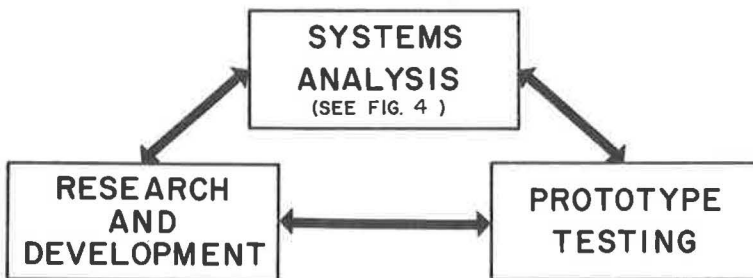 SYSTEMS
ANALYSIS
(SEE FIG. 4 )
RESEARCH
AND
DEVELOPMENT
PROTOTYPE
TESTING